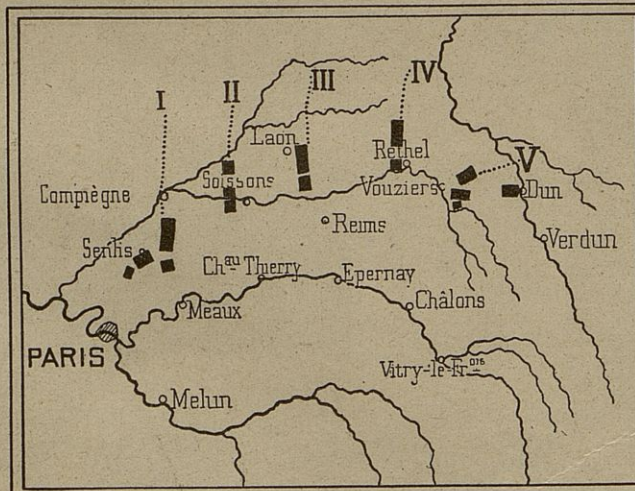 I
II
III
IV
V
Laon
Rethel
Compiègne
Soissons
Vouziers
Dun
Reims
Verdun
Senlis
Chau Thierry
Epernay
Meaux
Châlons
PARIS
Vitry-le-Frois
Melun